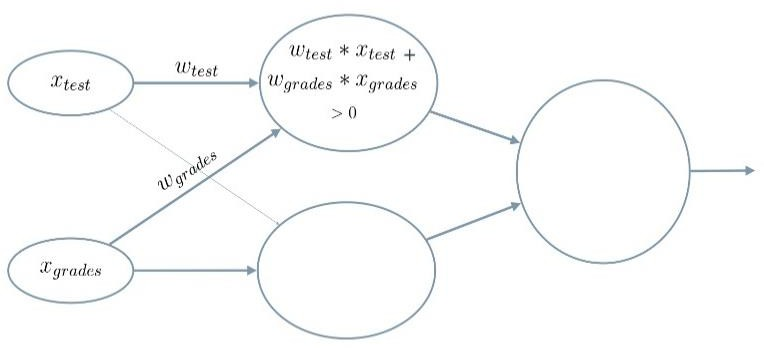 x_test
w_test
w_test * x_test +
w_grades * x_grades
> 0
w_grades
x_grades